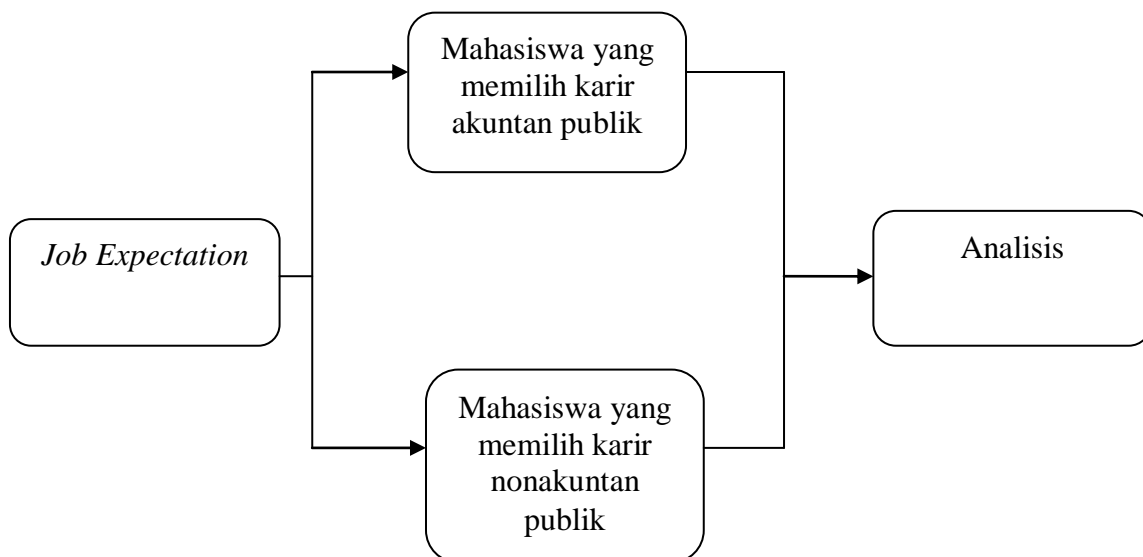 Mahasiswa yang
memilih karir
akuntan publik
Job Expectation
Analisis
Mahasiswa yang
memilih karir
nonakuntan
publik